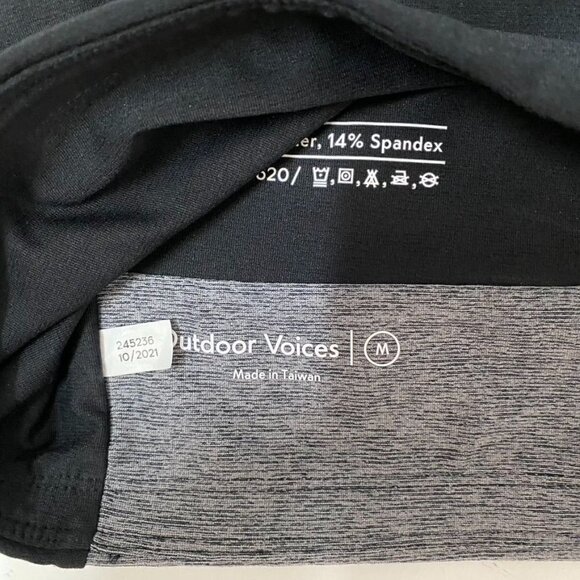 14% Spandex
245236
10/2021
Outdoor Voices | M
Made in Taiwan